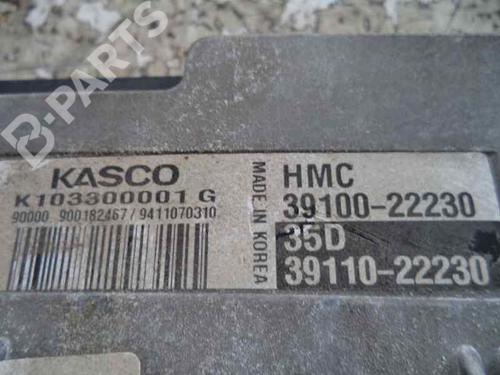 B-PARTS
KASCO
K103300001 G
90000 900182467 / 9411070310
MADE IN KOREA
HMC
39100-22230
35D
39110-22230